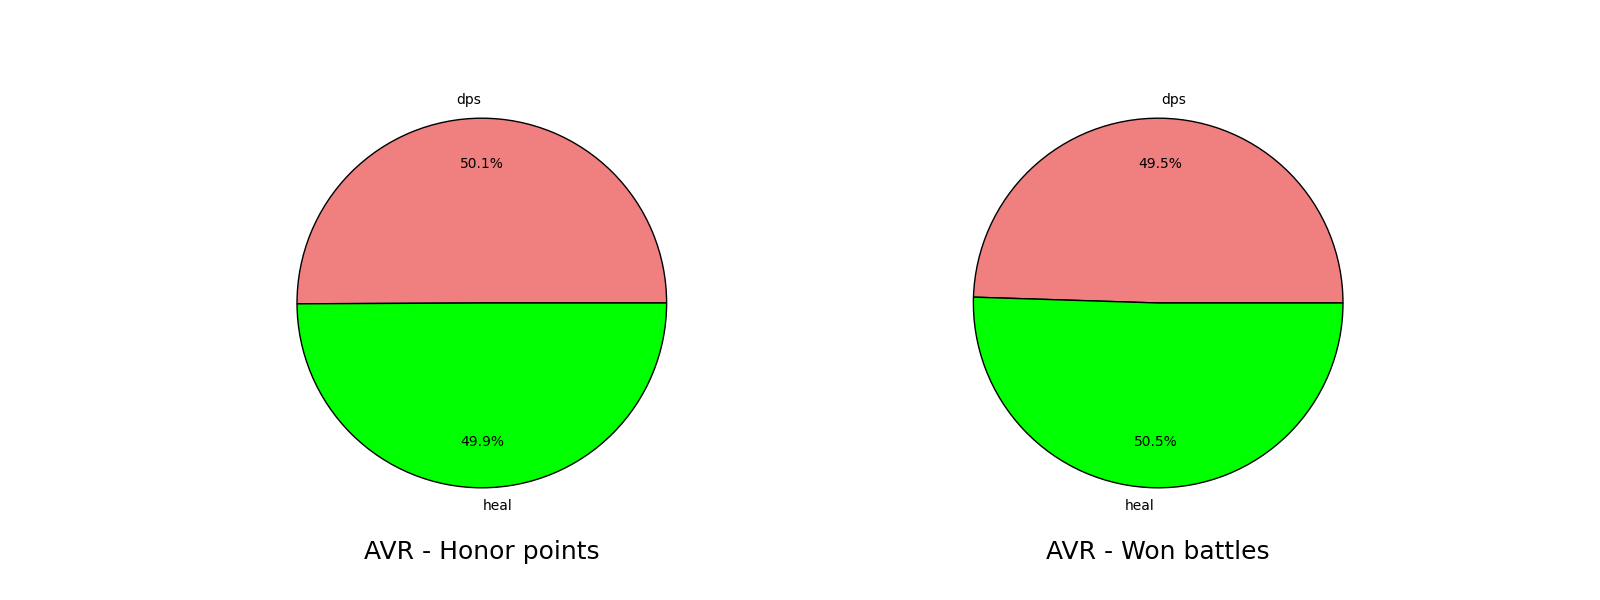 dps
50.1%
49.9%
heal
AVR - Honor points
dps
49.5%
50.5%
heal
AVR - Won battles